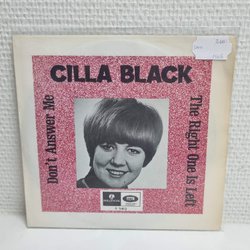 CILLA BLACK
Don't Answer Me
The Right One Is Left